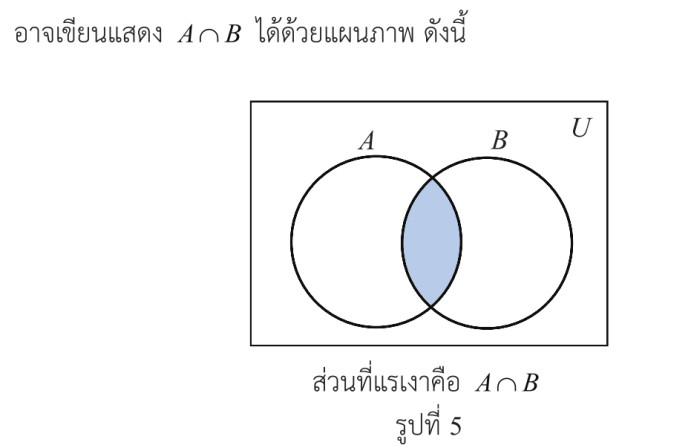 อาจเขียนแสดง A∩B ได้ด้วยแผนภาพ ดังนี้
U
A B
ส่วนที่แรเงาคือ A∩B
รูปที่ 5